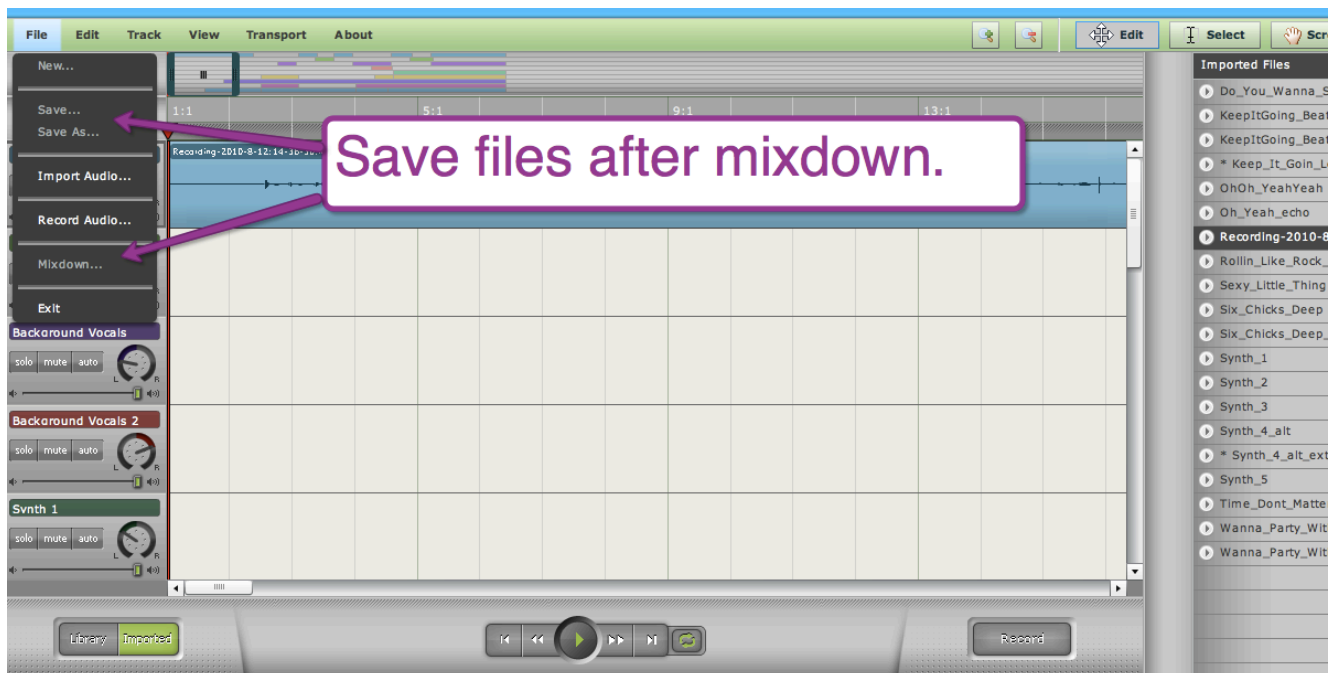 File Edit Track View Transport About Edit Select
New...
Save...
Save As...
Import Audio...
Record Audio...
Mixdown...
Exit
1:1 5:1 9:1 13:1
Save files after mixdown.
Background Vocals
solo mute auto
L R
Background Vocals 2
solo mute auto
L R
Synth 1
solo mute auto
L R
Library Imported
Record
Imported Files
Do_You_Wanna_S
KeepItGoing_Beat
KeepItGoing_Beat
* Keep_It_Goin_L
OhOh_YeahYeah
Oh_Yeah_echo
Recording-2010-8
Rollin_Like_Rock_
Sexy_Little_Thing
Six_Chicks_Deep
Six_Chicks_Deep_
Synth_1
Synth_2
Synth_3
Synth_4_alt
* Synth_4_alt_ext
Synth_5
Time_Dont_Matte
Wanna_Party_Wit
Wanna_Party_Wit